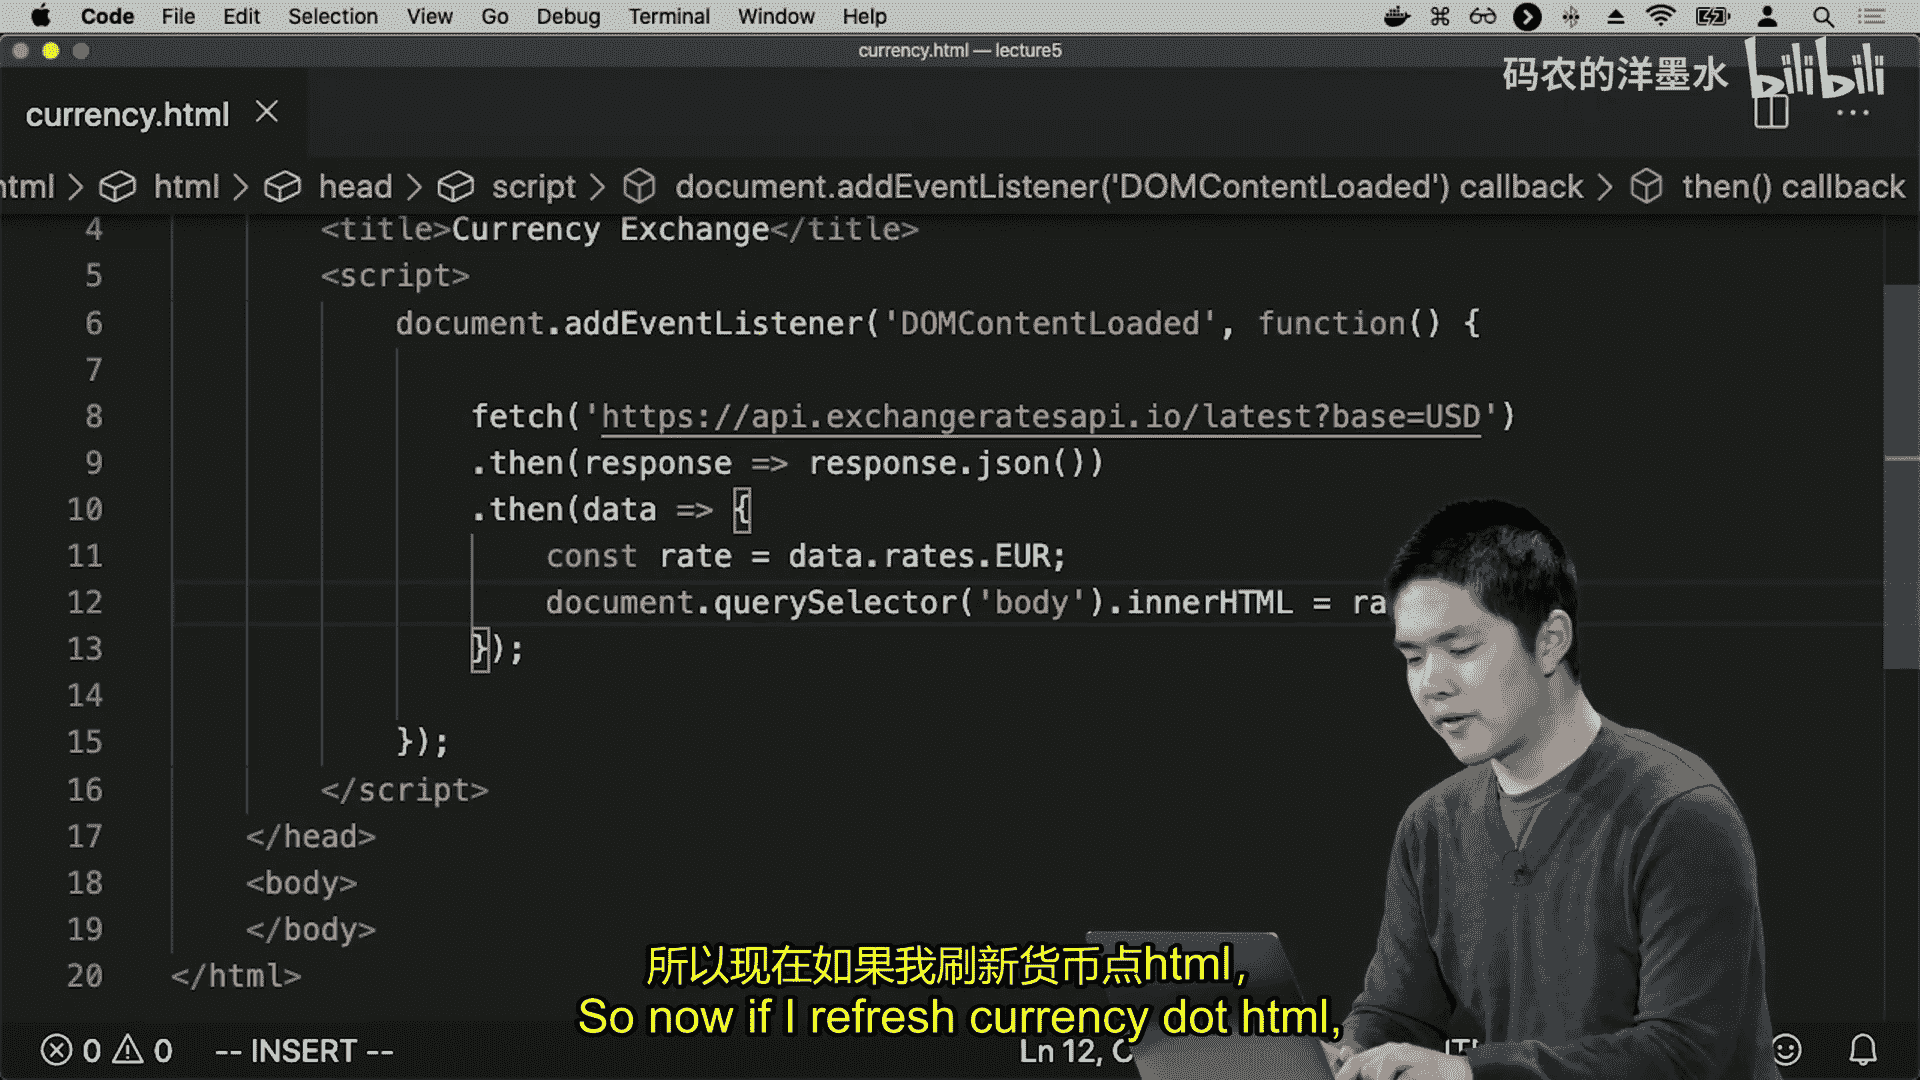 Code File Edit Selection View Go Debug Terminal Window Help
currency.html — lecture5
码农的洋墨水 bilibili
currency.html
html > html > head > script > document.addEventListener('DOMContentLoaded') callback > then() callback
4 <title>Currency Exchange</title>
5 <script>
6 document.addEventListener('DOMContentLoaded', function() {
7
8 fetch('https://api.exchangeratesapi.io/latest?base=USD')
9 .then(response => response.json())
10 .then(data => {
11 const rate = data.rates.EUR;
12 document.querySelector('body').innerHTML = ra
13 });
14
15 });
16 </script>
17 </head>
18 <body>
19 </body>
20 </html>
所以现在如果我刷新货币点html,
So now if I refresh currency dot html,
0 0 -- INSERT -- Ln 12, C